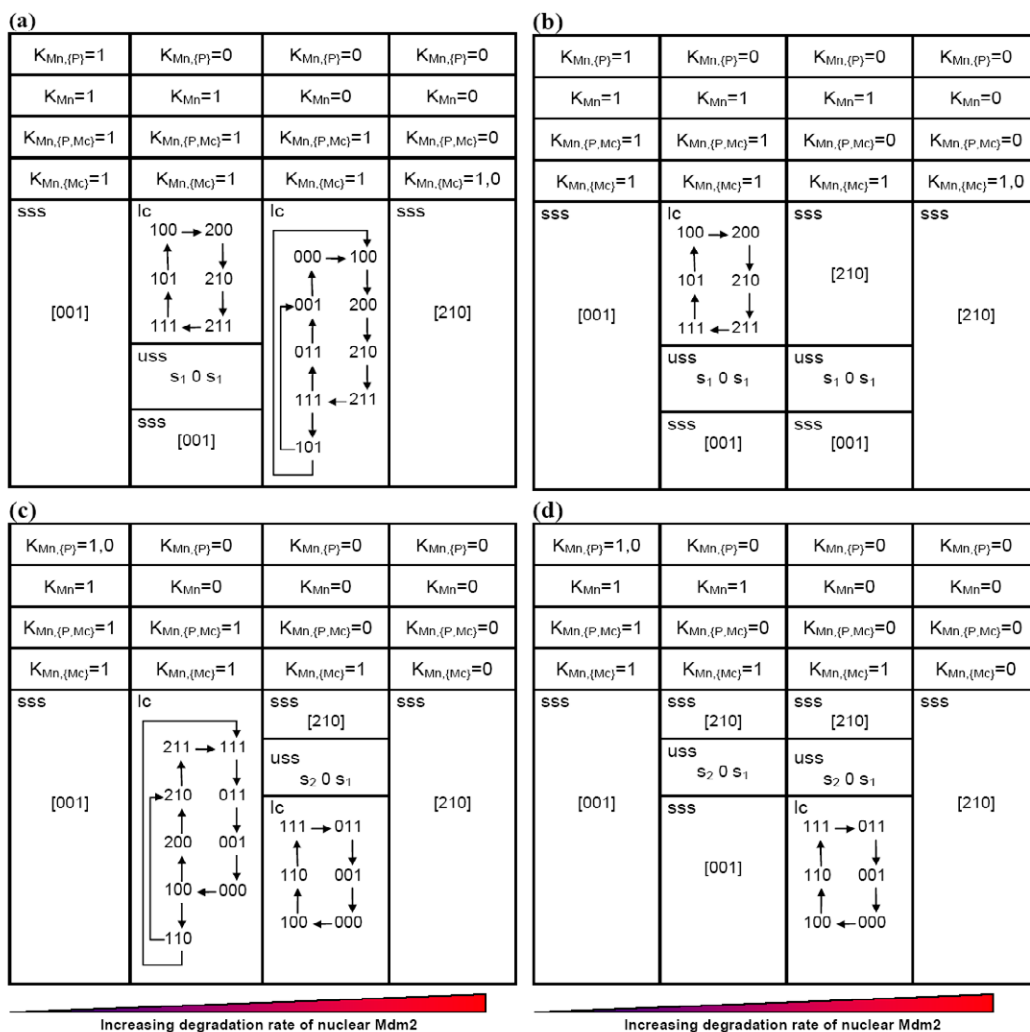 (a)
K_Mn,{P}=1 K_Mn,{P}=0 K_Mn,{P}=0 K_Mn,{P}=0
K_Mn=1 K_Mn=1 K_Mn=0 K_Mn=0
K_Mn,{P,Mc}=1 K_Mn,{P,Mc}=1 K_Mn,{P,Mc}=1 K_Mn,{P,Mc}=0
K_Mn,{Mc}=1 K_Mn,{Mc}=1 K_Mn,{Mc}=1 K_Mn,{Mc}=1,0
sss
[001]
lc
100 → 200
101 210
111 ← 211
uss
s₁ 0 s₁
sss
[001]
lc
000 → 100
001 200
011 210
111 ← 211
101
sss
[210]
(b)
K_Mn,{P}=1 K_Mn,{P}=0 K_Mn,{P}=0 K_Mn,{P}=0
K_Mn=1 K_Mn=1 K_Mn=1 K_Mn=0
K_Mn,{P,Mc}=1 K_Mn,{P,Mc}=1 K_Mn,{P,Mc}=0 K_Mn,{P,Mc}=0
K_Mn,{Mc}=1 K_Mn,{Mc}=1 K_Mn,{Mc}=1 K_Mn,{Mc}=1,0
sss
[001]
lc
100 → 200
101 210
111 ← 211
uss
s₁ 0 s₁
sss
[001]
sss
[210]
uss
s₁ 0 s₁
sss
[001]
sss
[210]
(c)
K_Mn,{P}=1,0 K_Mn,{P}=0 K_Mn,{P}=0 K_Mn,{P}=0
K_Mn=1 K_Mn=0 K_Mn=0 K_Mn=0
K_Mn,{P,Mc}=1 K_Mn,{P,Mc}=1 K_Mn,{P,Mc}=0 K_Mn,{P,Mc}=0
K_Mn,{Mc}=1 K_Mn,{Mc}=1 K_Mn,{Mc}=1 K_Mn,{Mc}=0
sss
[001]
lc
211 → 111
210 011
200 001
100 ← 000
110
sss
[210]
uss
s₂ 0 s₁
lc
111 → 011
110 001
100 ← 000
sss
[210]
Increasing degradation rate of nuclear Mdm2
(d)
K_Mn,{P}=1,0 K_Mn,{P}=0 K_Mn,{P}=0 K_Mn,{P}=0
K_Mn=1 K_Mn=1 K_Mn=0 K_Mn=0
K_Mn,{P,Mc}=1 K_Mn,{P,Mc}=0 K_Mn,{P,Mc}=0 K_Mn,{P,Mc}=0
K_Mn,{Mc}=1 K_Mn,{Mc}=1 K_Mn,{Mc}=1 K_Mn,{Mc}=0
sss
[001]
sss
[210]
uss
s₂ 0 s₁
sss
[001]
sss
[210]
uss
s₂ 0 s₁
lc
111 → 011
110 001
100 ← 000
sss
[210]
Increasing degradation rate of nuclear Mdm2